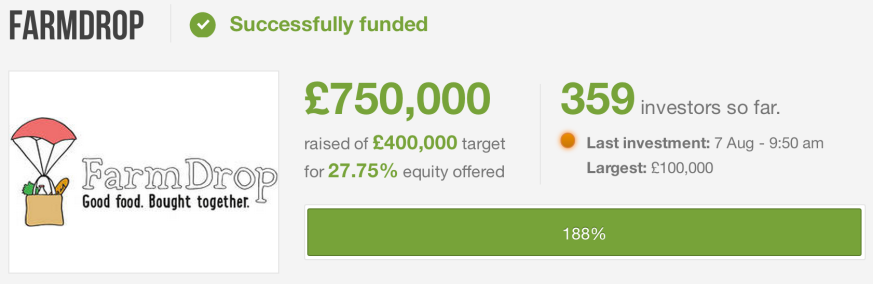 FARMDROP
Successfully funded
FarmDrop
Good food. Bought together.
£750,000
raised of £400,000 target
for 27.75% equity offered
359 investors so far.
Last investment: 7 Aug - 9:50 am
Largest: £100,000
188%